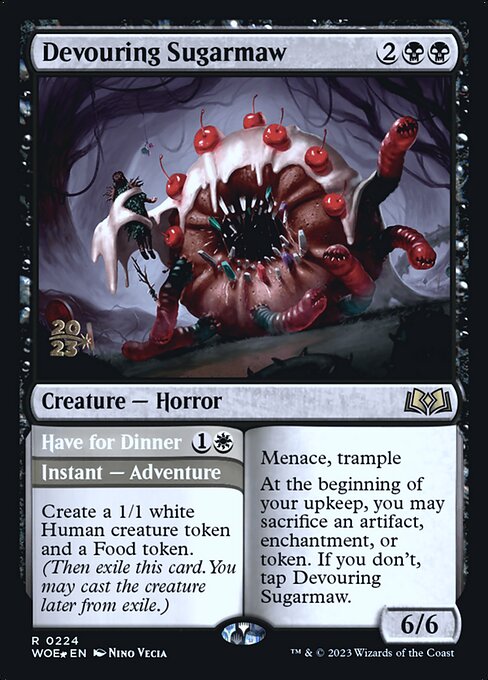 Devouring Sugarmaw 2
2023
Creature — Horror
Have for Dinner 1
Instant — Adventure
Create a 1/1 white
Human creature token
and a Food token.
(Then exile this card. You
may cast the creature
later from exile.)
Menace, trample
At the beginning of
your upkeep, you may
sacrifice an artifact,
enchantment, or
token. If you don't,
tap Devouring
Sugarmaw.
6/6
R 0224
WOE★EN NINO VECIA
™ & © 2023 Wizards of the Coast